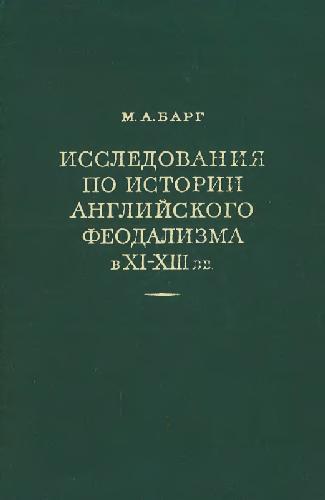 М. А. БАРГ
ИССЛЕДОВАНИЯ
ПО ИСТОРИИ
АНГЛИЙСКОГО
ФЕОДАЛИЗМА
в XI-XIII вв.